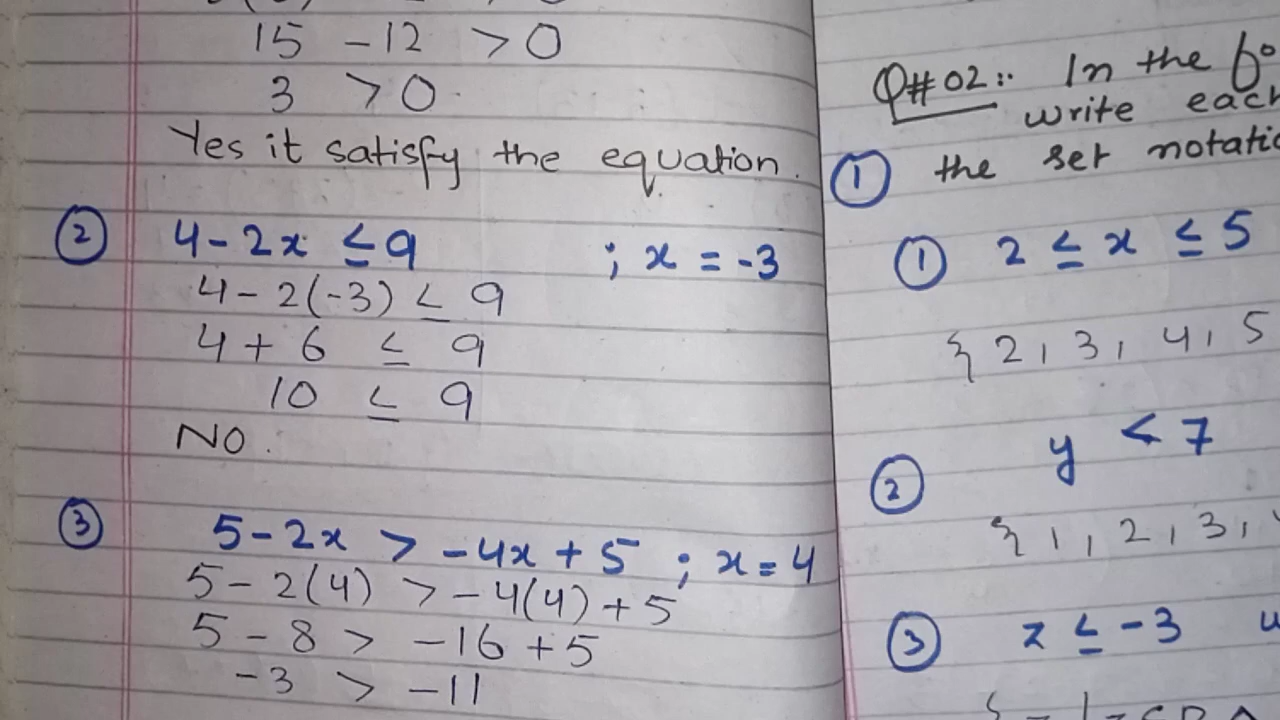 15 - 12 > 0
3 > 0
Yes it satisfy the equation.
② 4 - 2x ≤ 9 ; x = -3
4 - 2(-3) ≤ 9
4 + 6 ≤ 9
10 ≤ 9
NO.
③ 5 - 2x > -4x + 5 ; x = 4
5 - 2(4) > -4(4) + 5
5 - 8 > -16 + 5
-3 > -11
Q#02:. In the
write each
① the set
① 2 ≤ x ≤ 5
{ 2, 3, 4, 5
② y < 7
{ 1, 2, 3,
③ z ≤ -3